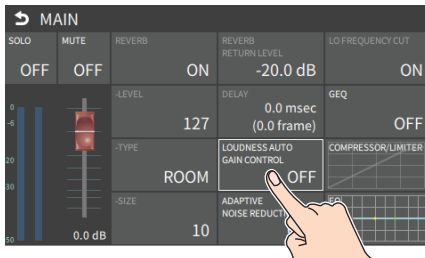 MAIN
SOLO
OFF
MUTE
OFF
REVERB
ON
REVERB
RETURN LEVEL
-20.0 dB
LO FREQUENCY CUT
ON
0
-6
20
30
50
0.0 dB
-LEVEL
127
DELAY
0.0 msec
(0.0 frame)
GEQ
OFF
-TYPE
ROOM
LOUDNESS AUTO
GAIN CONTROL
OFF
COMPRESSOR/LIMITER
-SIZE
10
ADAPTIVE
NOISE REDUCTI